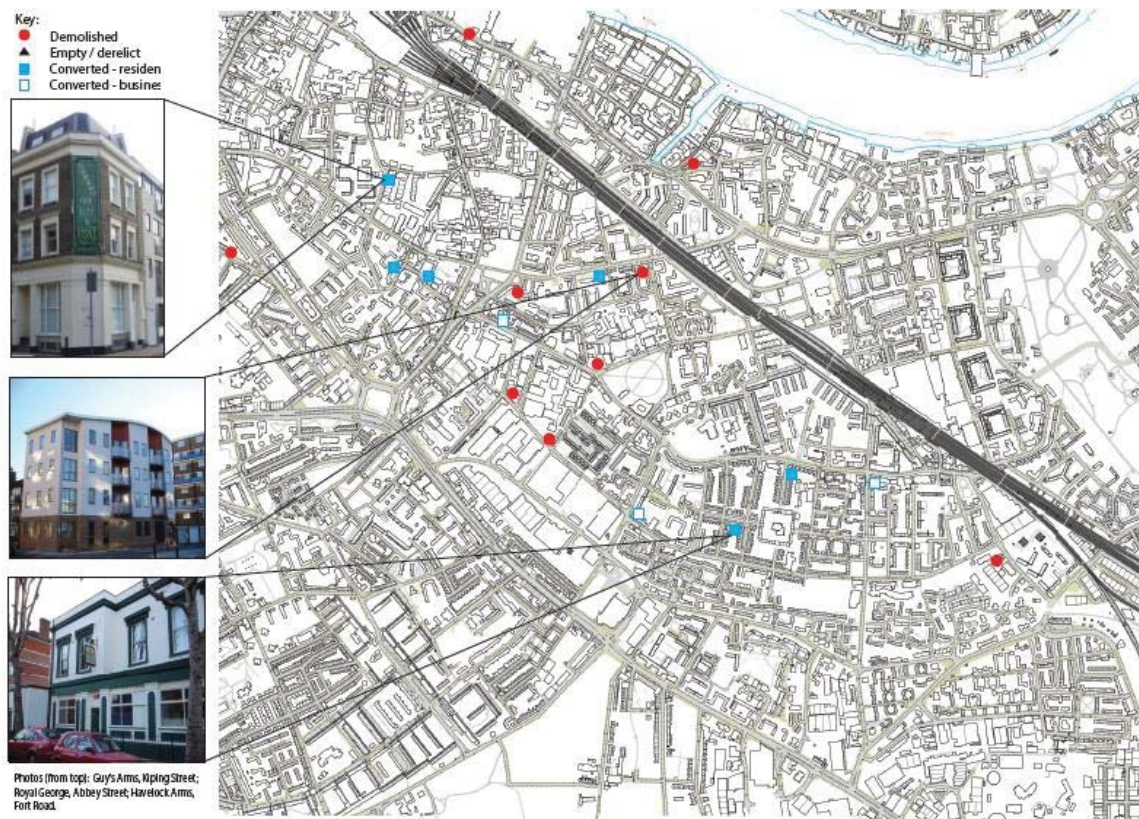 Key:
Demolished
Empty / derelict
Converted - residen
Converted - busines
Photos (from top): Guy's Arms, Kiping Street;
Royal George, Abbey Street; Havelock Arms,
Fort Road.